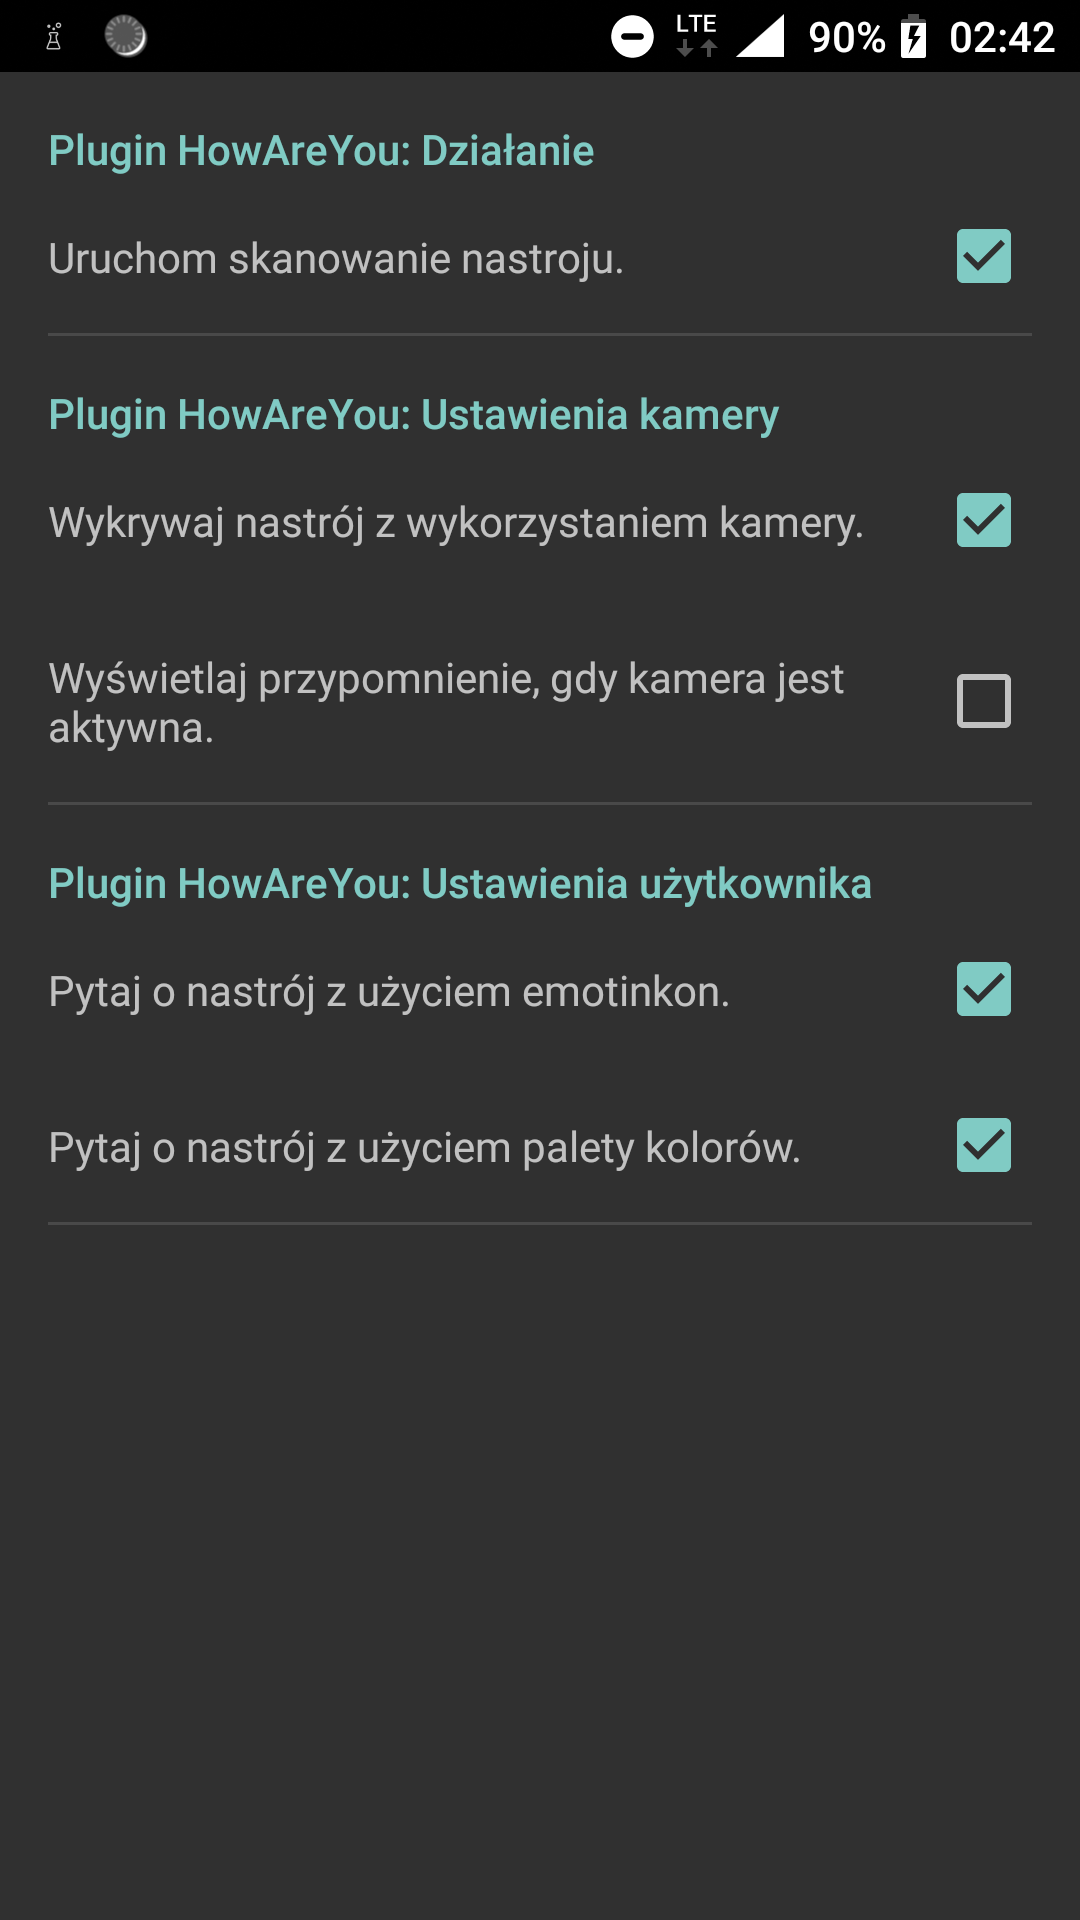 LTE 90% 02:42
Plugin HowAreYou: Działanie
Uruchom skanowanie nastroju.
Plugin HowAreYou: Ustawienia kamery
Wykrywaj nastrój z wykorzystaniem kamery.
Wyświetlaj przypomnienie, gdy kamera jest
aktywna.
Plugin HowAreYou: Ustawienia użytkownika
Pytaj o nastrój z użyciem emotinkon.
Pytaj o nastrój z użyciem palety kolorów.